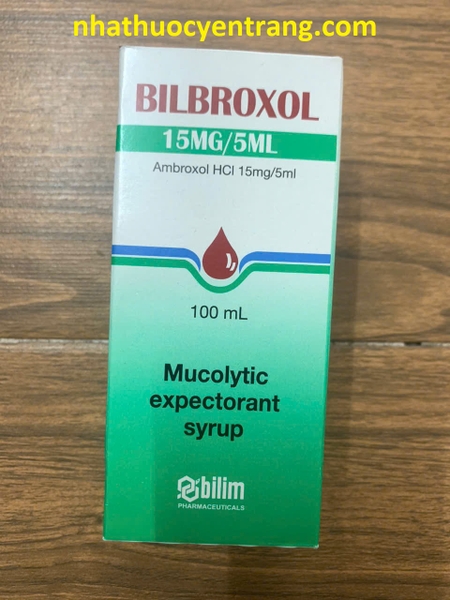 nhathuocyentrang.com
BILBROXOL
15MG/5ML
Ambroxol HCl 15mg/5ml
100 mL
Mucolytic
expectorant
syrup
bilim
PHARMACEUTICALS